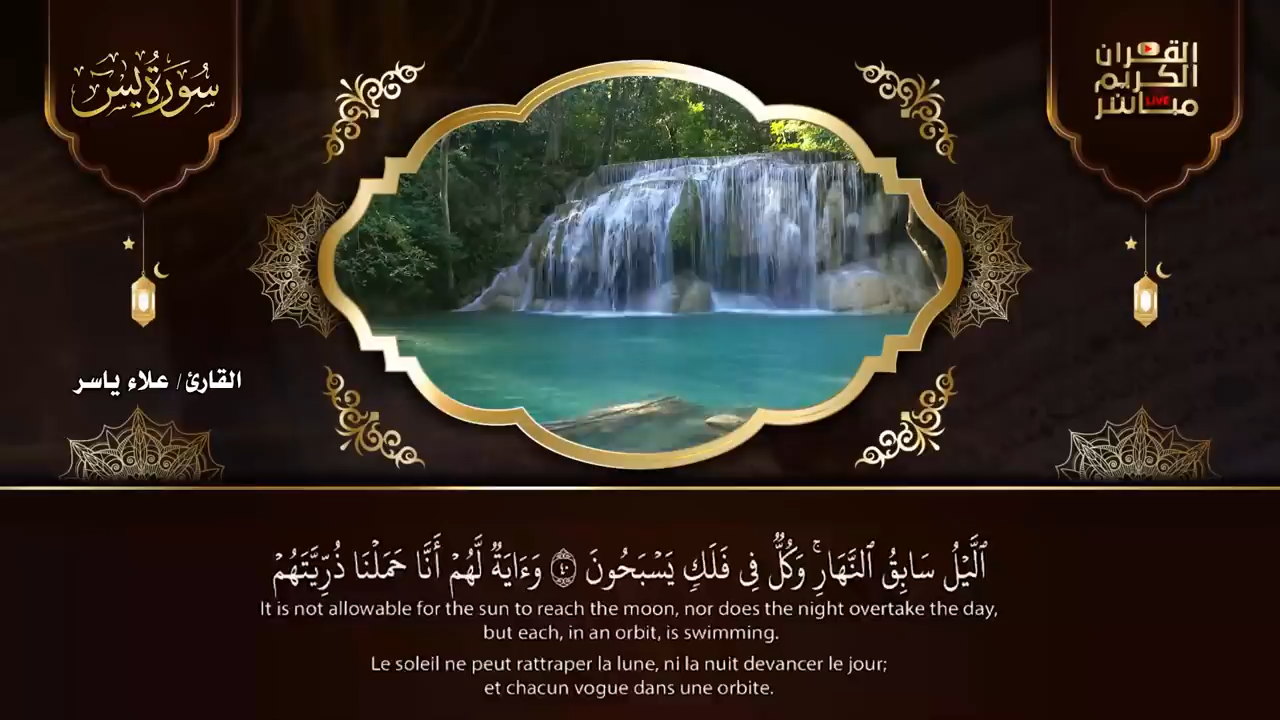 سُورَةُ يس
القرآن
الكريم
مباشر
LIVE
القارئ/ علاء ياسر
ٱلَّيْلُ سَابِقُ ٱلنَّهَارِ ۚ وَكُلٌّ فِى فَلَكٍ يَسْبَحُونَ ٤٠ وَءَايَةٌ لَّهُمْ أَنَّا حَمَلْنَا ذُرِّيَّتَهُمْ
It is not allowable for the sun to reach the moon, nor does the night overtake the day,
but each, in an orbit, is swimming.
Le soleil ne peut rattraper la lune, ni la nuit devancer le jour;
et chacun vogue dans une orbite.